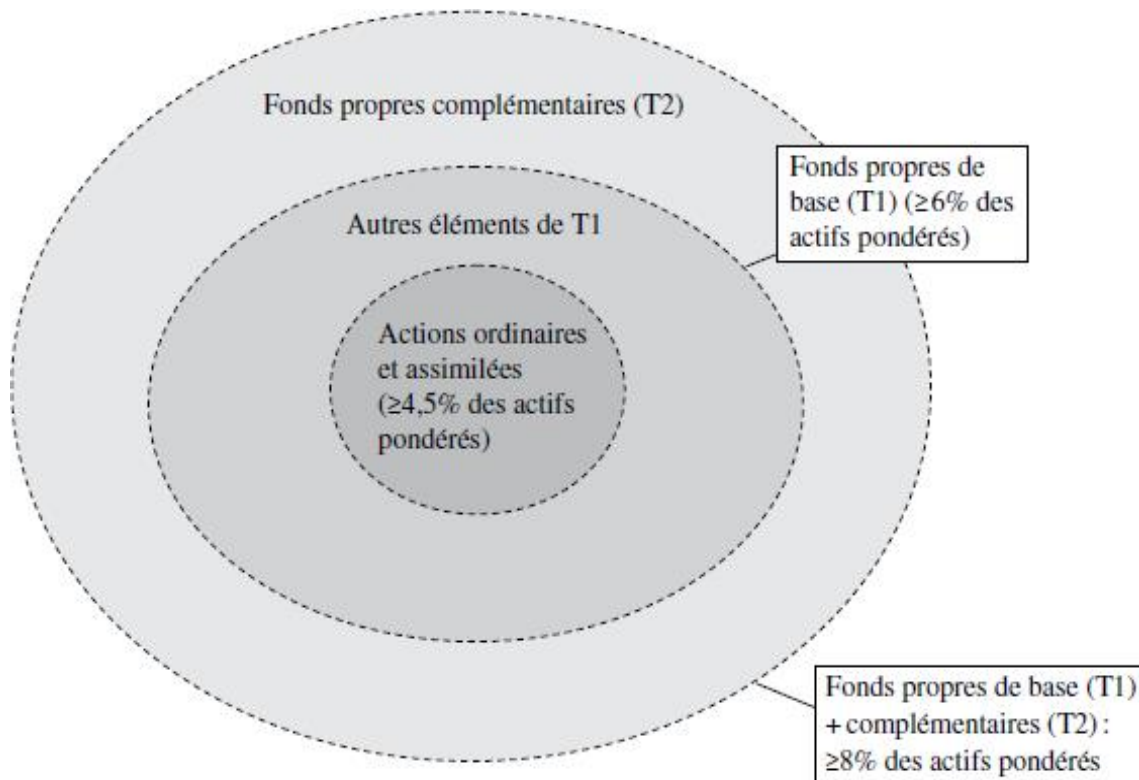 Fonds propres complémentaires (T2)
Fonds propres de
base (T1) (≥6% des
actifs pondérés)
Autres éléments de T1
Actions ordinaires
et assimilées
(≥4,5% des actifs
pondérés)
Fonds propres de base (T1)
+ complémentaires (T2) :
≥8% des actifs pondérés